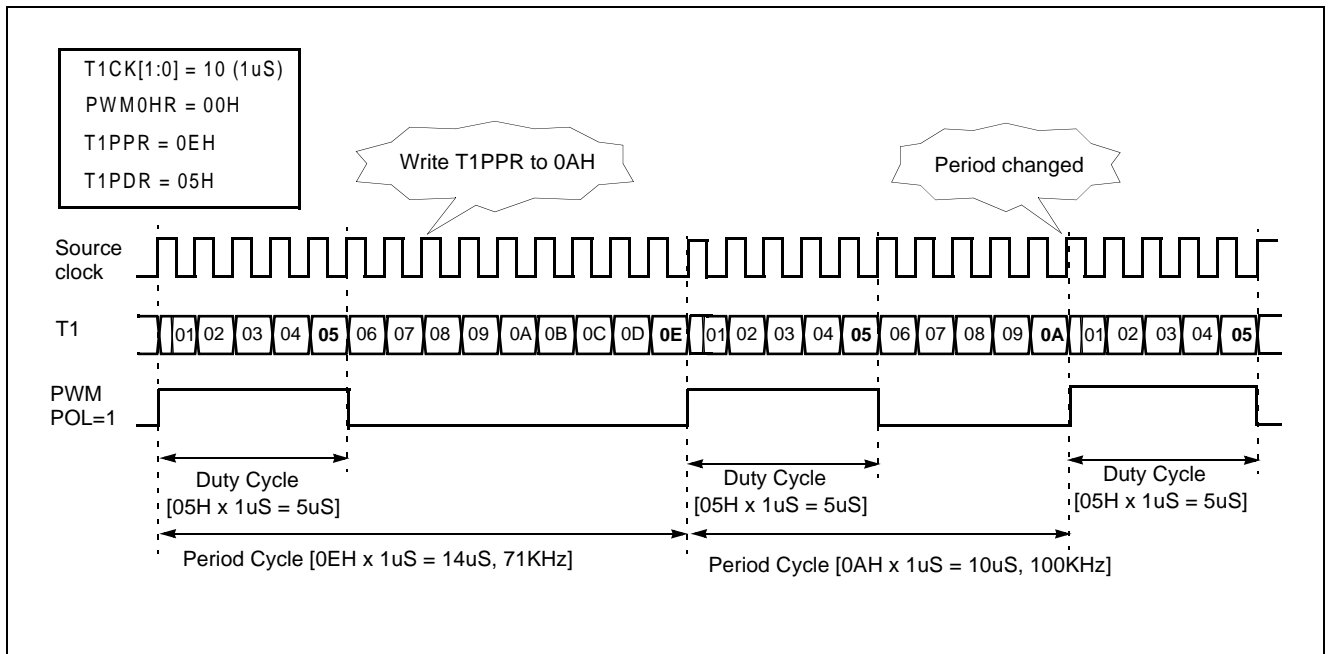 T1CK[1:0] = 10 (1uS)
PWM0HR = 00H
T1PPR = 0EH
T1PDR = 05H
Write T1PPR to 0AH
Period changed
Source
clock
T1
01 02 03 04 05 06 07 08 09 0A 0B 0C 0D 0E 01 02 03 04 05 06 07 08 09 0A 01 02 03 04 05
PWM
POL=1
Duty Cycle
[05H x 1uS = 5uS]
Duty Cycle
[05H x 1uS = 5uS]
Duty Cycle
[05H x 1uS = 5uS]
Period Cycle [0EH x 1uS = 14uS, 71KHz]
Period Cycle [0AH x 1uS = 10uS, 100KHz]